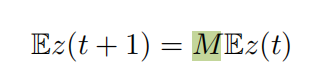 𝔼z(t + 1) = M𝔼z(t)